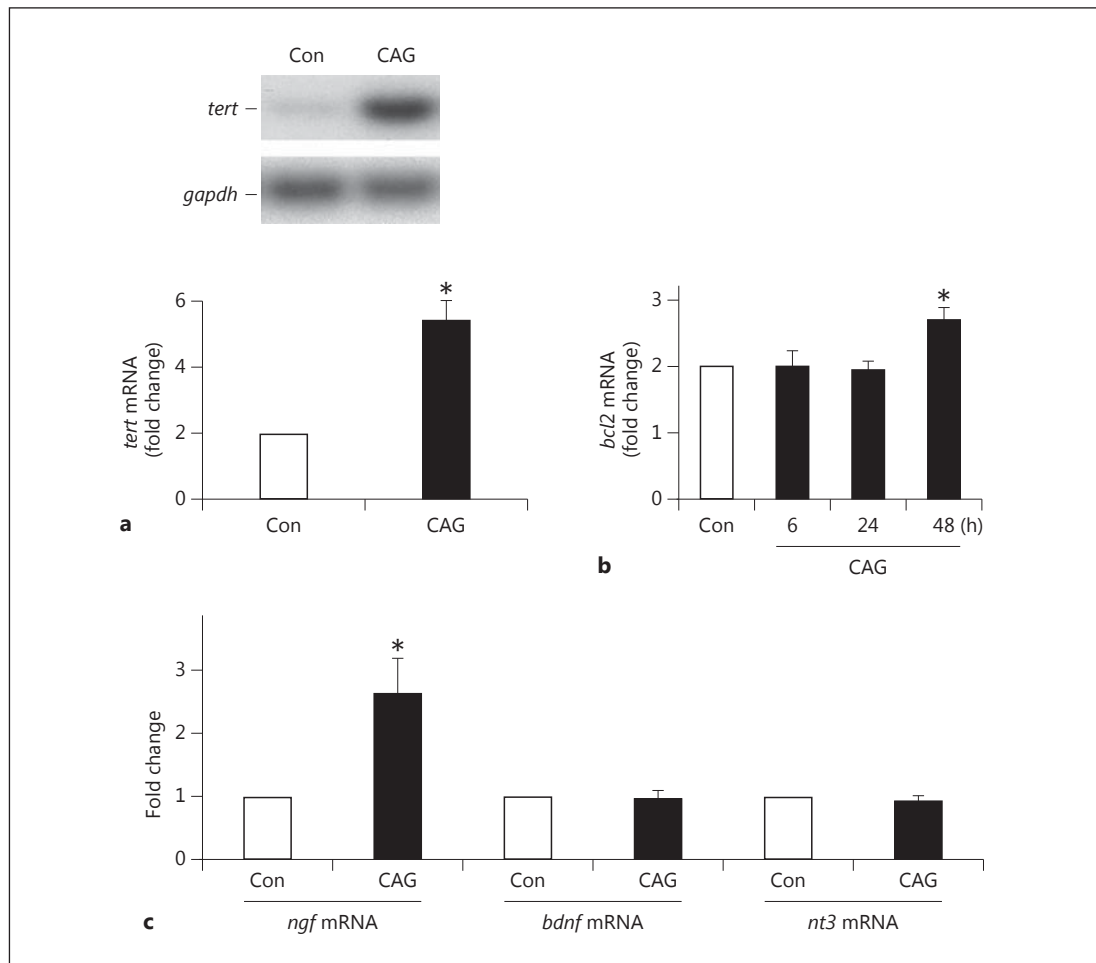 Con CAG
tert –
gapdh –
tert mRNA
(fold change)
6
4
2
0
*
Con CAG
a
bcl2 mRNA
(fold change)
3
2
1
0
*
Con 6 24 48 (h)
CAG
b
Fold change
3
2
1
0
*
Con CAG Con CAG Con CAG
ngf mRNA bdnf mRNA nt3 mRNA
c